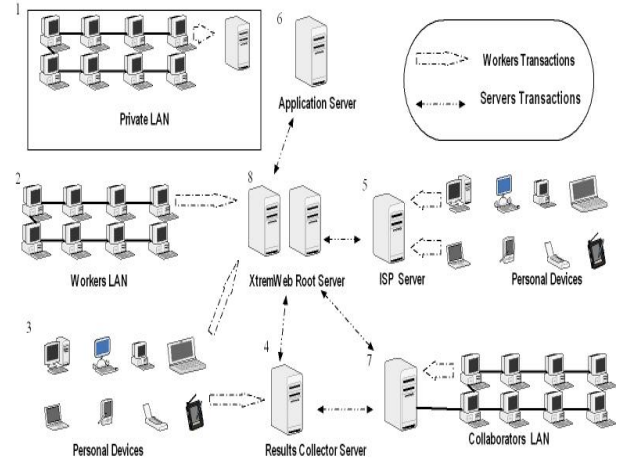 1
6
Workers Transactions
Application Server
Servers Transactions
Private LAN
2
8
5
Workers LAN
XtremWeb Root Server
ISP Server
Personal Devices
3
4
7
Personal Devices
Results Collector Server
Collaborators LAN